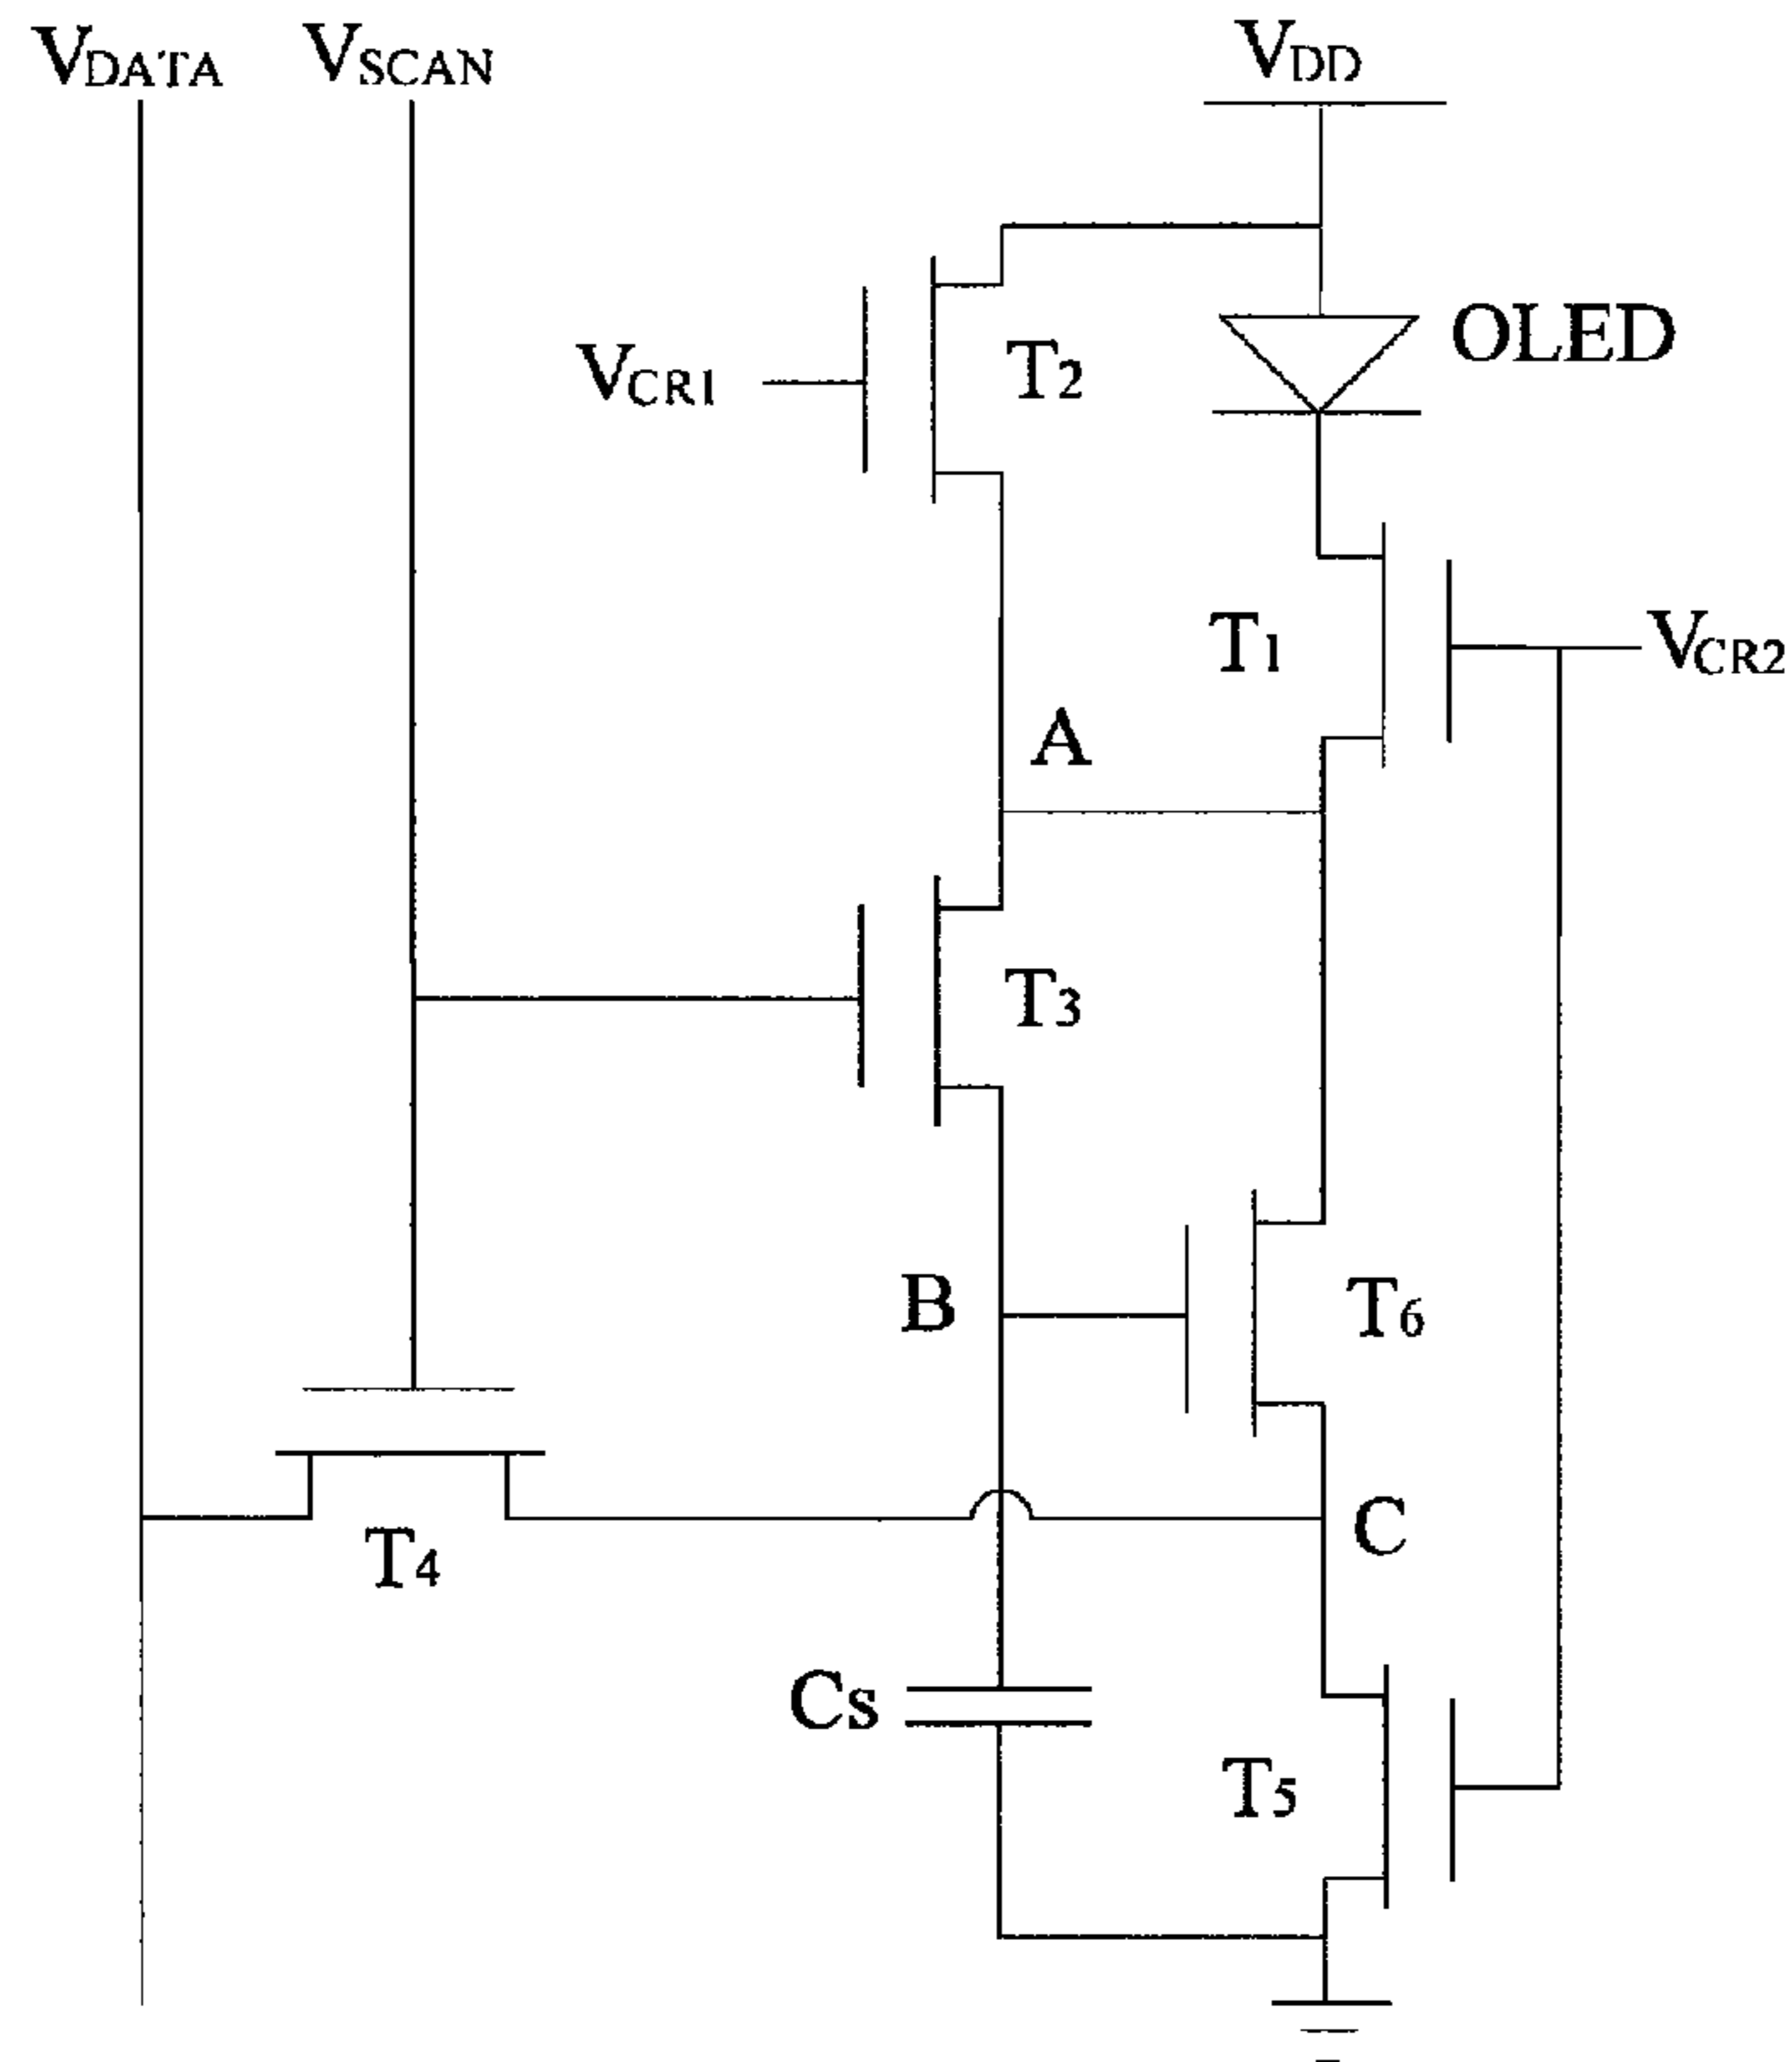 VDATA VSCAN VDD
OLED
VCR1 T2
T1 VCR2
A
T3
B T6
C
T4
Cs
T5